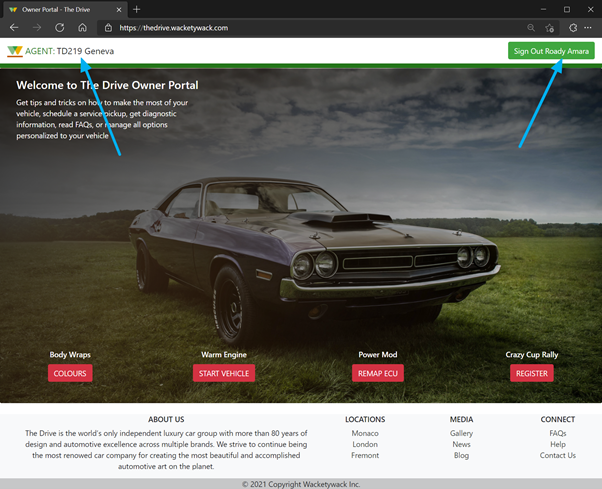 Owner Portal - The Drive
https://thedrive.wacketywack.com
AGENT: TD219 Geneva
Sign Out Roady Amara
Welcome to The Drive Owner Portal
Get tips and tricks on how to make the most of your
vehicle, schedule a service pickup, get diagnostic
information, read FAQs, or manage all options
personalized to your vehicle
Body Wraps
Warm Engine
Power Mod
Crazy Cup Rally
COLOURS
START VEHICLE
REMAP ECU
REGISTER
ABOUT US
The Drive is the world's only independent luxury car group with more than 80 years of
design and automotive excellence across multiple brands. We strive to continue being
the most renowed car company for creating the most beautiful and accomplished
automotive art on the planet.
LOCATIONS
Monaco
London
Fremont
MEDIA
Gallery
News
Blog
CONNECT
FAQs
Help
Contact Us
© 2021 Copyright Wacketywack Inc.